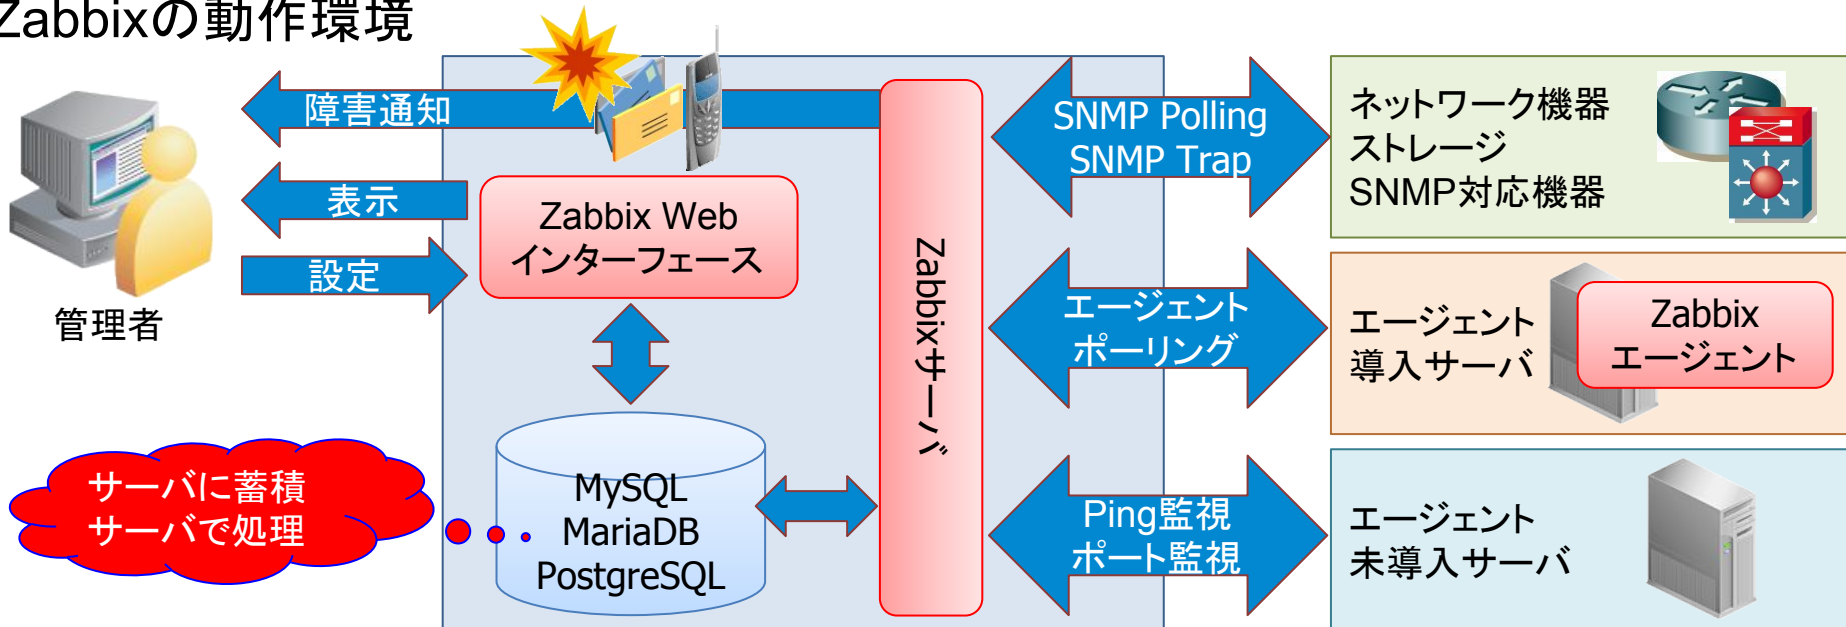 Zabbixの動作環境
障害通知
表示
設定
管理者
Zabbix Web
インターフェース
MySQL
MariaDB
PostgreSQL
サーバに蓄積
サーバで処理
Zabbixサーバ
SNMP Polling
SNMP Trap
エージェント
ポーリング
Ping監視
ポート監視
ネットワーク機器
ストレージ
SNMP対応機器
エージェント
導入サーバ
Zabbix
エージェント
エージェント
未導入サーバ